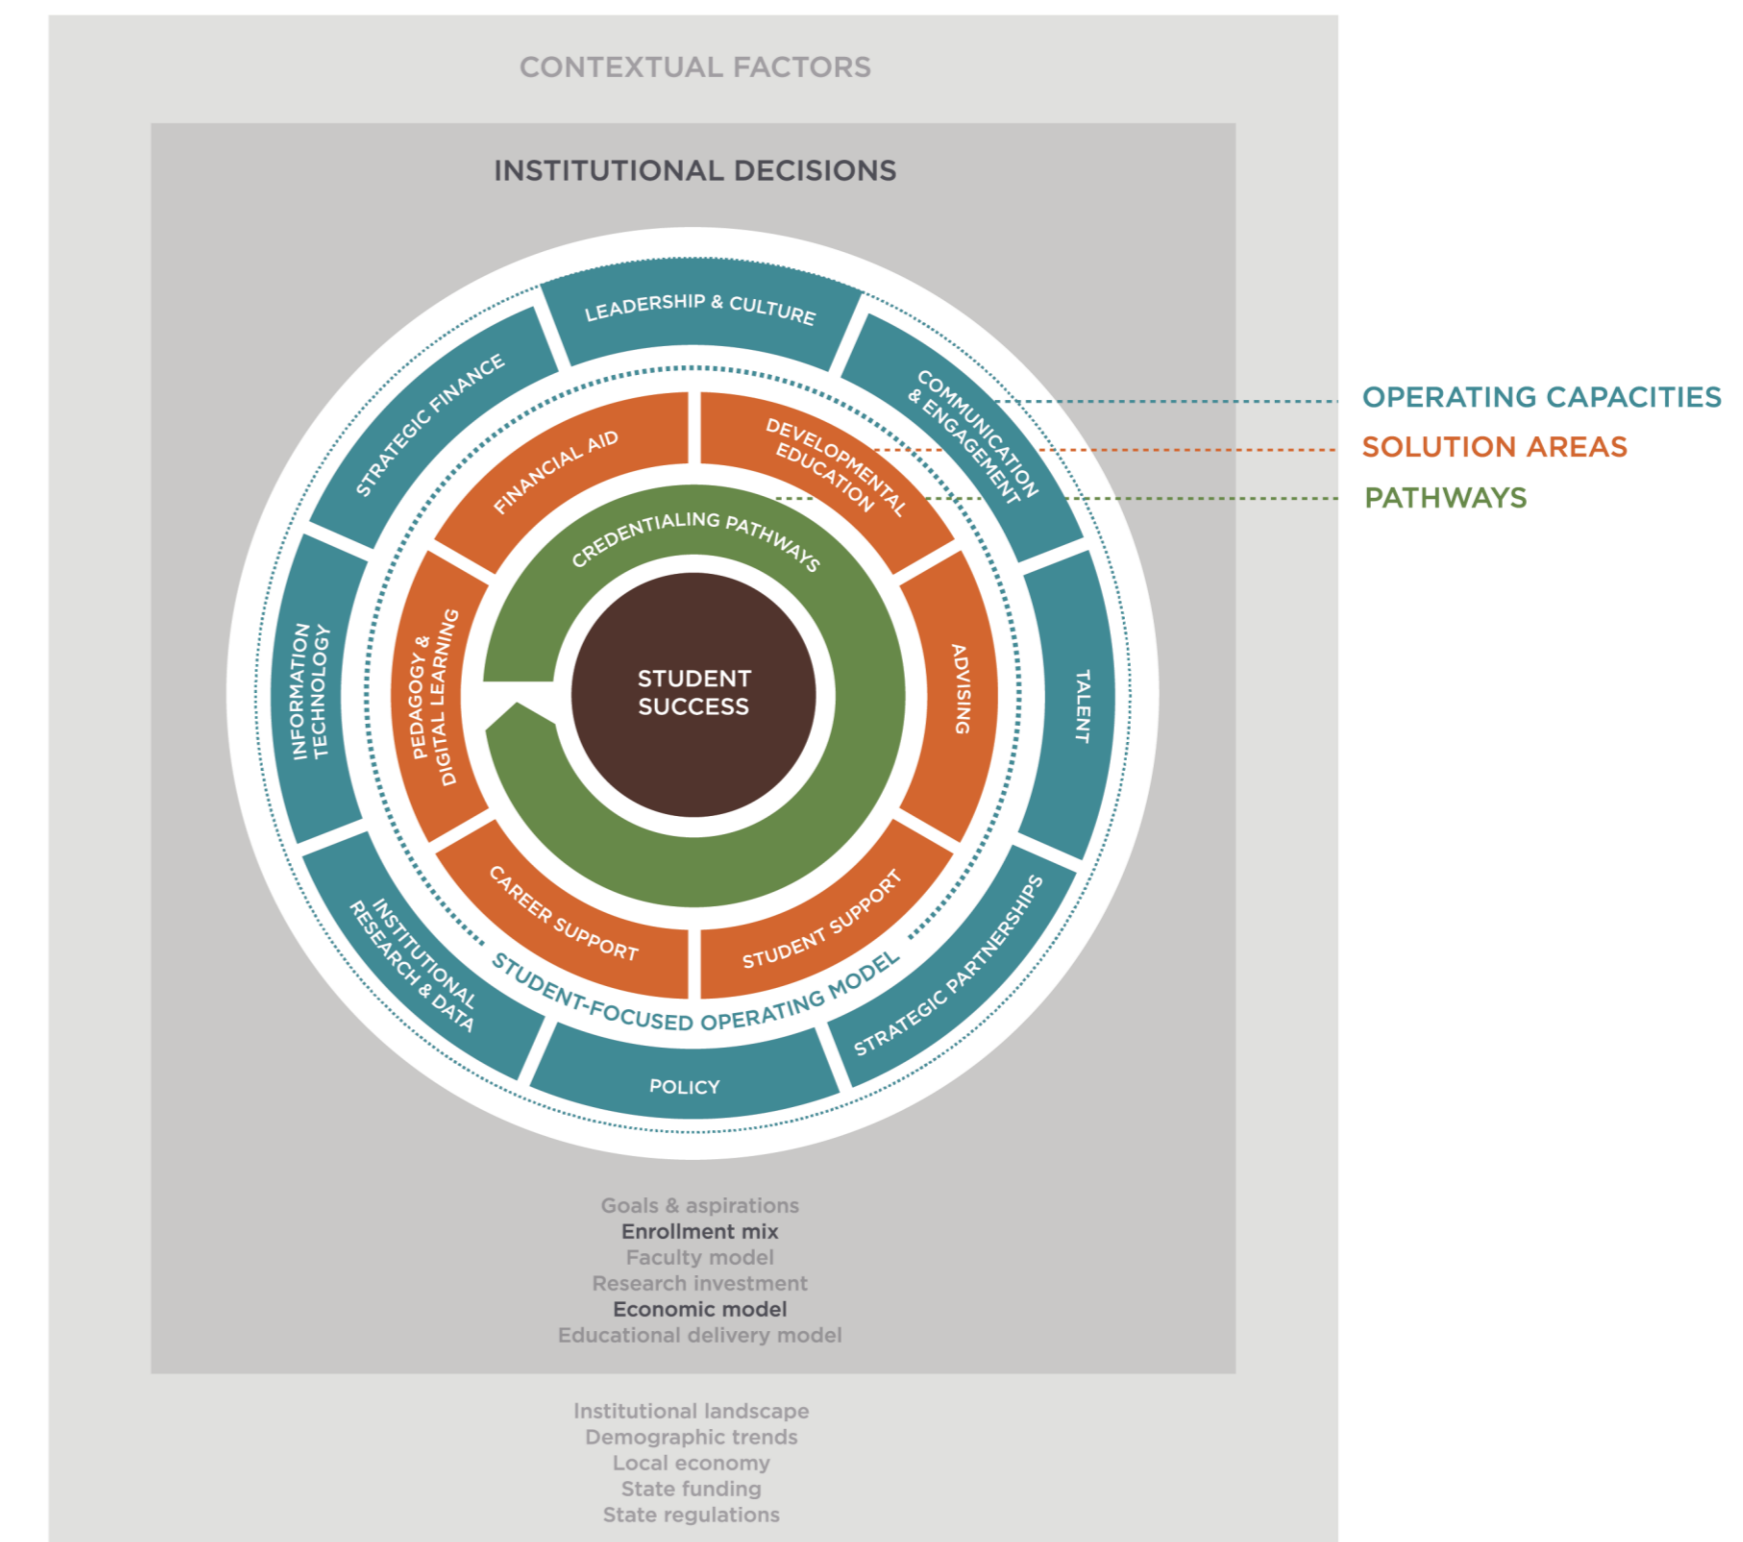 CONTEXTUAL FACTORS
INSTITUTIONAL DECISIONS
LEADERSHIP & CULTURE
COMMUNICATION
& ENGAGEMENT
TALENT
STRATEGIC PARTNERSHIPS
POLICY
INSTITUTIONAL
RESEARCH & DATA
INFORMATION
TECHNOLOGY
STRATEGIC FINANCE
OPERATING CAPACITIES
SOLUTION AREAS
PATHWAYS
FINANCIAL AID
DEVELOPMENTAL
EDUCATION
ADVISING
STUDENT SUPPORT
CAREER SUPPORT
PEDAGOGY &
DIGITAL LEARNING
CREDENTIALING PATHWAYS
STUDENT
SUCCESS
STUDENT-FOCUSED OPERATING MODEL
Goals & aspirations
Enrollment mix
Faculty model
Research investment
Economic model
Educational delivery model
Institutional landscape
Demographic trends
Local economy
State funding
State regulations